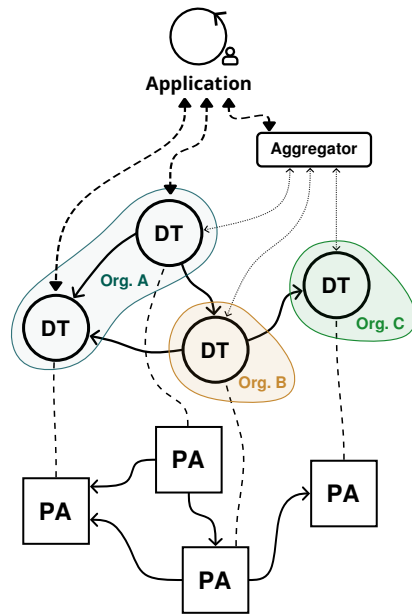 Application
Aggregator
DT
Org. A
DT
Org. C
DT
DT
Org. B
PA
PA
PA
PA